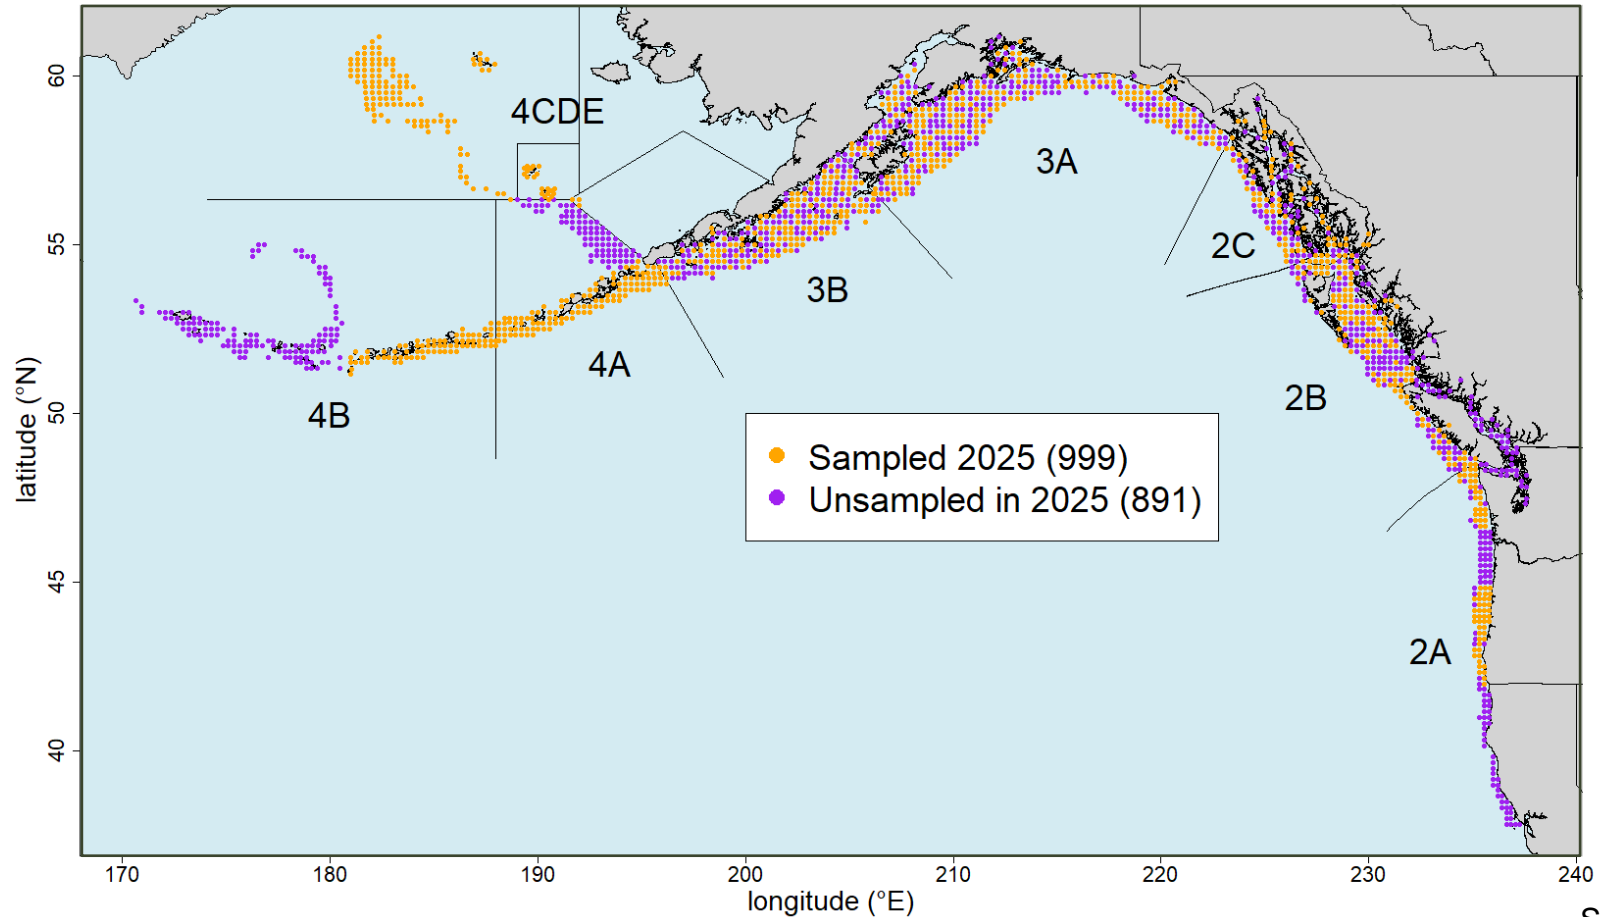 60
55
50
45
40
latitude (°N)
4CDE
3A
2C
3B
4A
2B
4B
Sampled 2025 (999)
Unsampled in 2025 (891)
2A
170
180
190
200
210
220
230
240
longitude (°E)